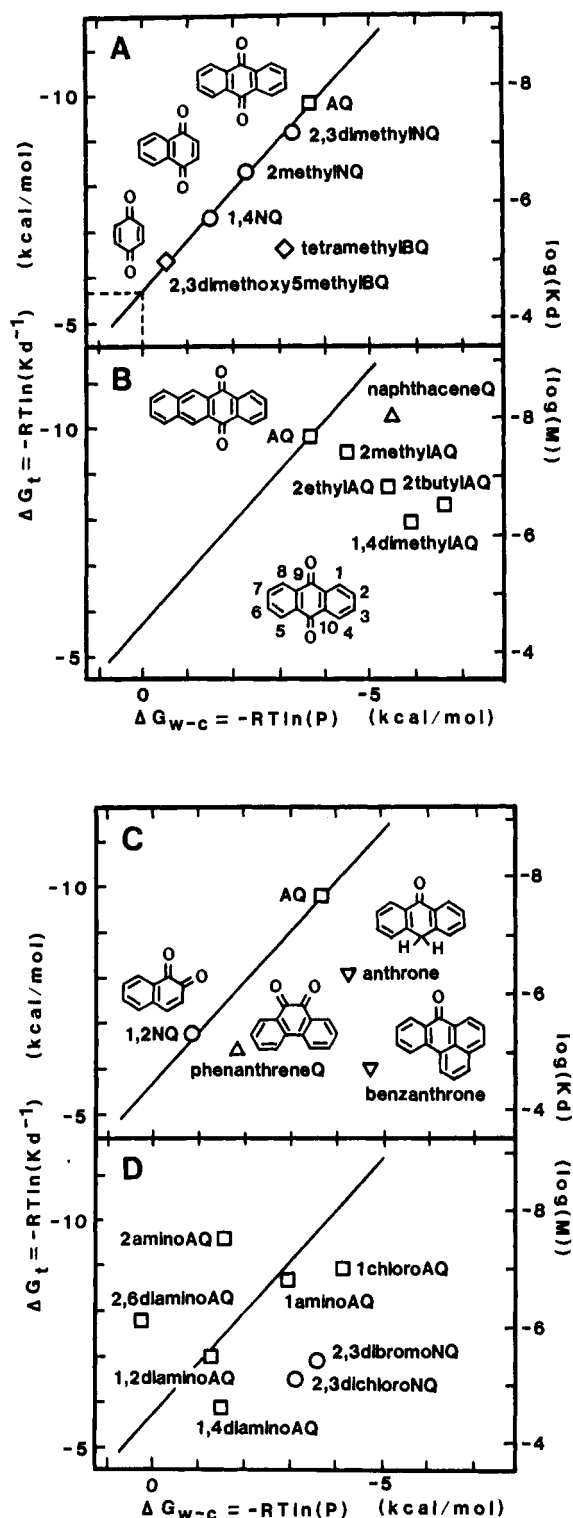 A
O
O
AQ
-10
-8
2,3dimethylNQ
O
O
2methylNQ
1,4NQ
-6
O
O
tetramethylBQ
2,3dimethoxy5methylBQ
-5
-4
ΔGt = -RTln(Kd⁻¹) (kcal/mol)
log(Kd) (log(M))
B
O
O
naphthaceneQ
-10
AQ
-8
2methylAQ
2ethylAQ
2tbutylAQ
1,4dimethylAQ
-6
O
8 9 1
7 2
6 3
5 10 4
O
-5
-4
0 -5
ΔGw-c = -RTln(P) (kcal/mol)
C
-8
-10
AQ
O
H H
anthrone
O
O
1,2NQ
O O
phenanthreneQ
O
benzanthrone
-6
-5
-4
ΔGt = -RTln(Kd⁻¹) (kcal/mol)
log(Kd) (log(M))
D
-10
-8
2aminoAQ
1chloroAQ
1aminoAQ
2,6diaminoAQ
-6
2,3dibromoNQ
1,2diaminoAQ
2,3dichloroNQ
1,4diaminoAQ
-5
-4
0 -5
ΔGw-c = -RTln(P) (kcal/mol)